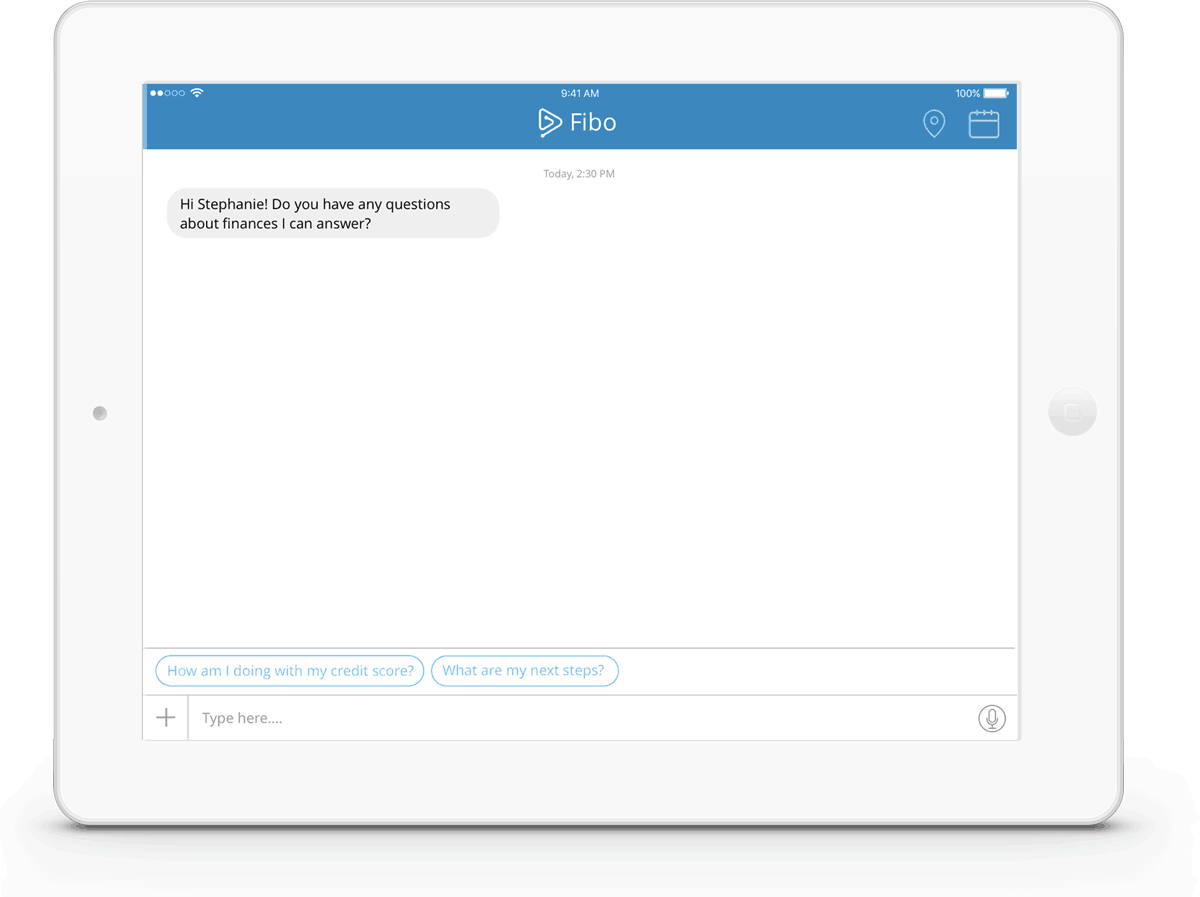 9:41 AM
100%
Fibo
Today, 2:30 PM
Hi Stephanie! Do you have any questions
about finances I can answer?
How am I doing with my credit score?
What are my next steps?
Type here....